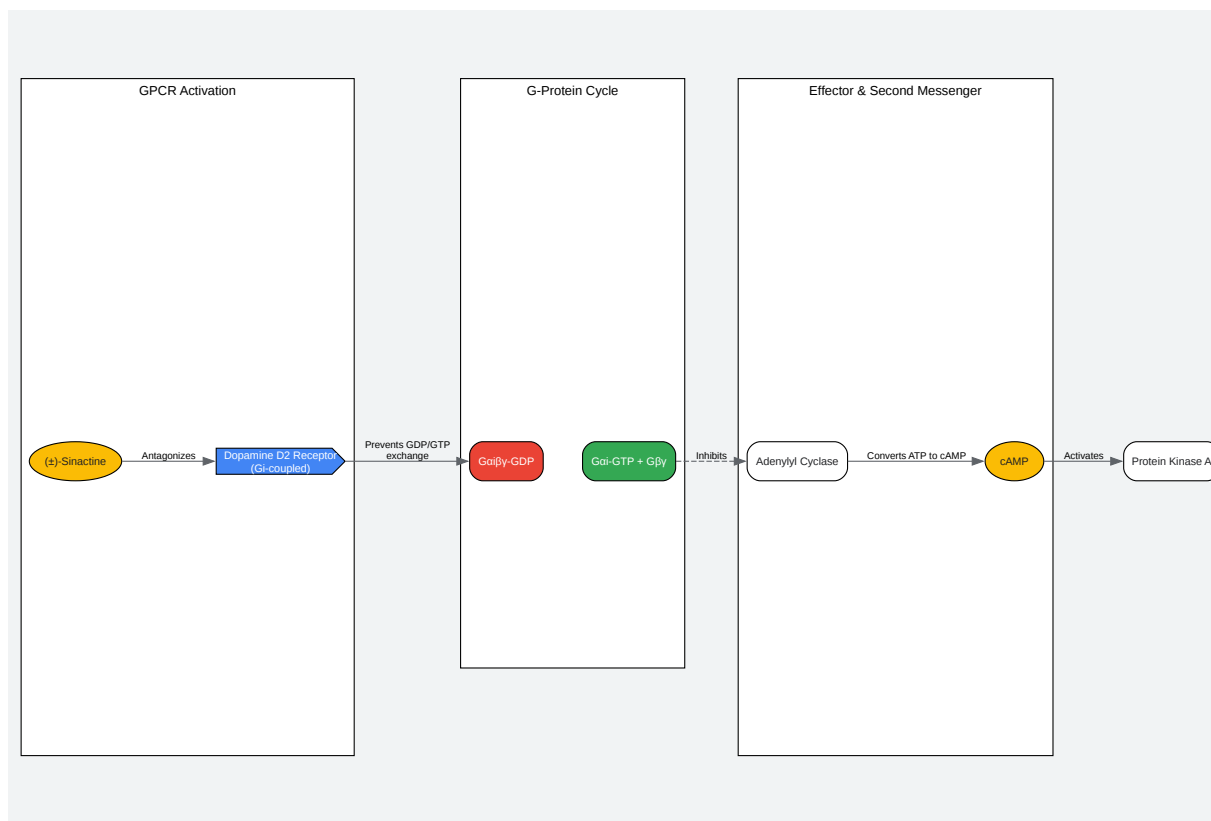 GPCR Activation
G-Protein Cycle
Effector & Second Messenger
(±)-Sinactine
Antagonizes
Dopamine D2 Receptor
(Gi-coupled)
Prevents GDP/GTP
exchange
Gαiβγ-GDP
Gαi-GTP + Gβγ
Inhibits
Adenylyl Cyclase
Converts ATP to cAMP
cAMP
Activates
Protein Kinase A